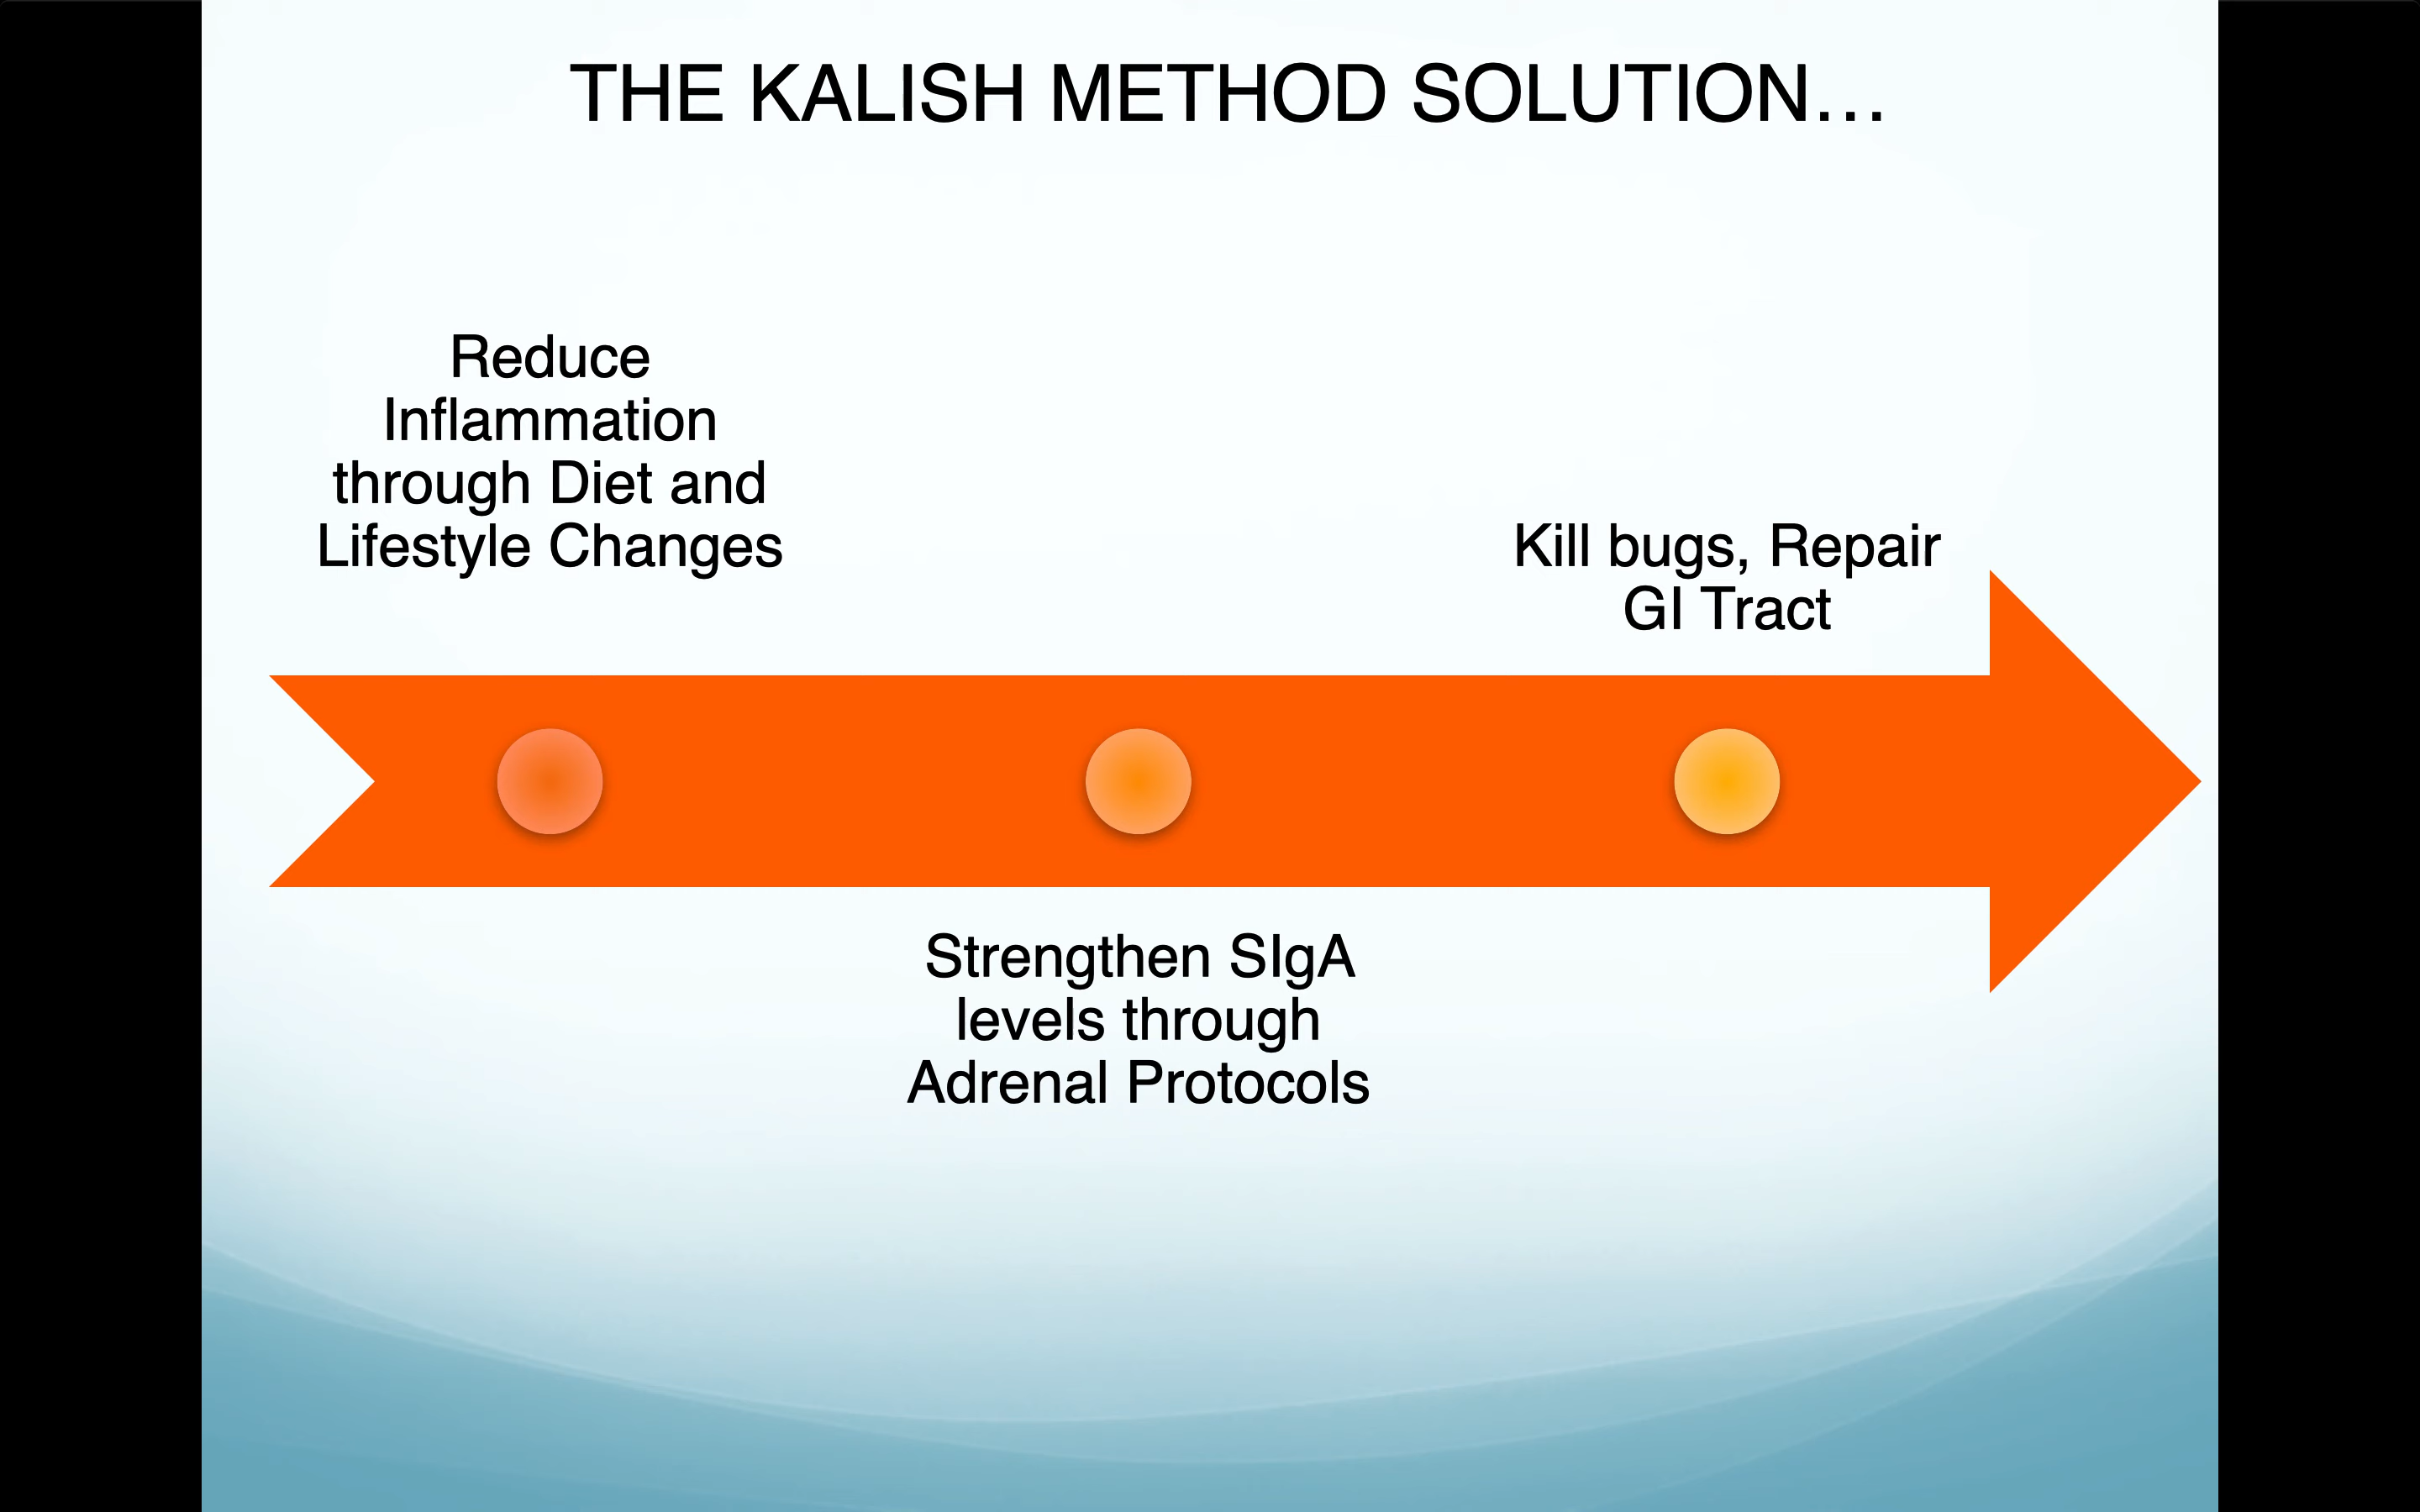 THE KALISH METHOD SOLUTION...
Reduce
Inflammation
through Diet and
Lifestyle Changes
Strengthen SIgA
levels through
Adrenal Protocols
Kill bugs, Repair
GI Tract